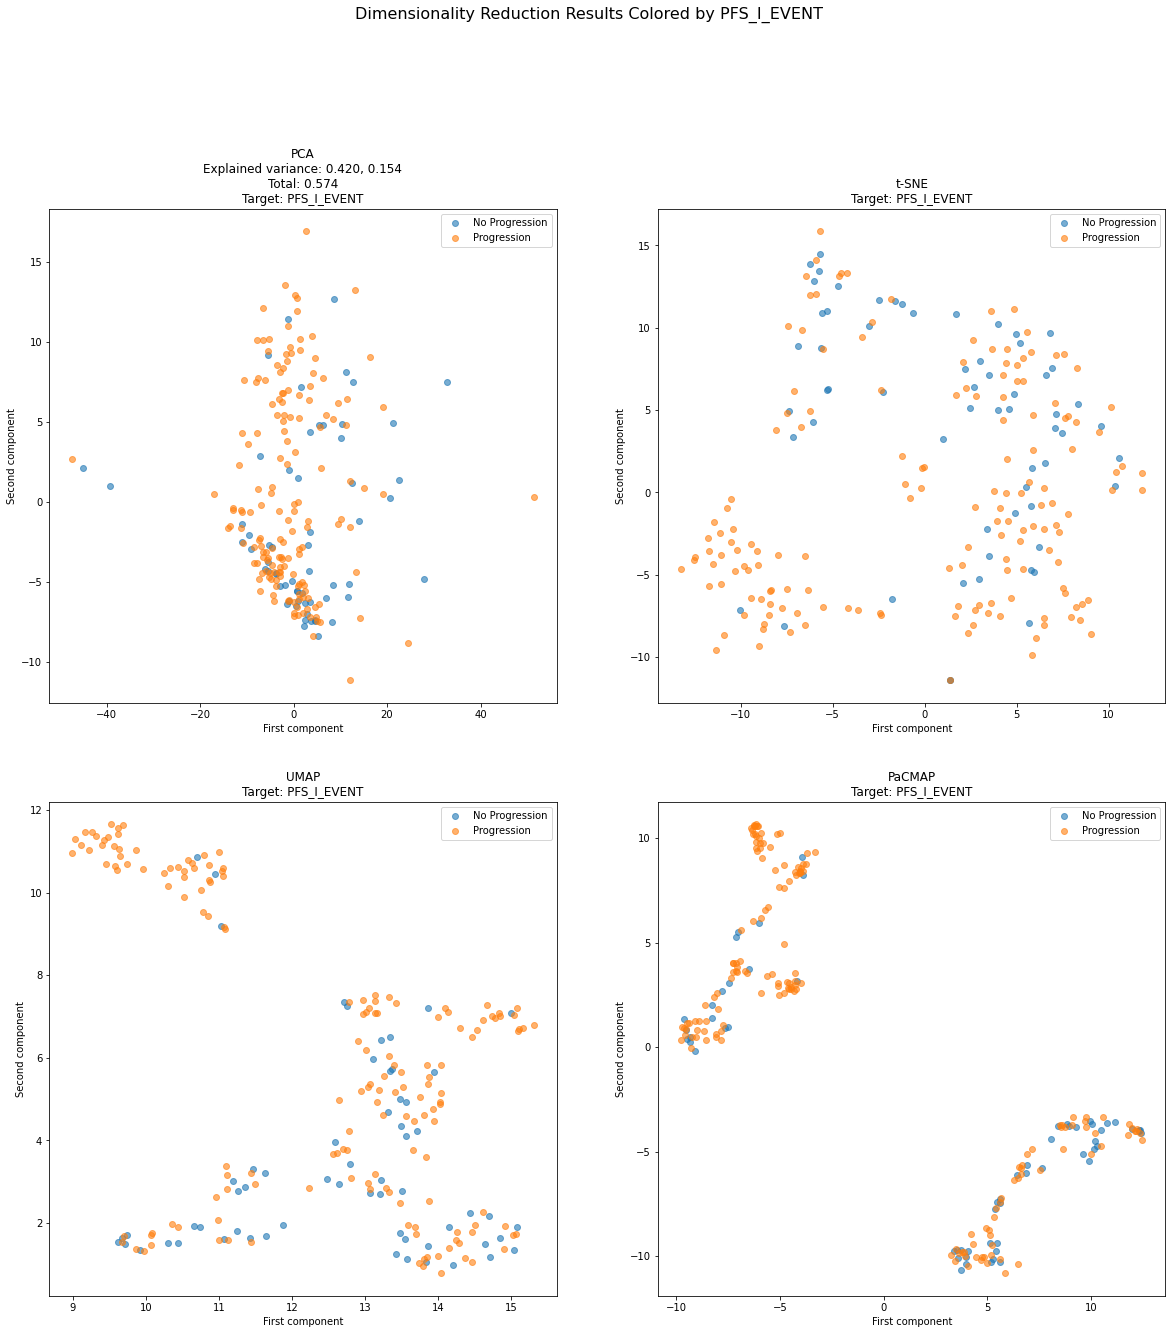 Dimensionality Reduction Results Colored by PFS_I_EVENT
PCA
Explained variance: 0.420, 0.154
Total: 0.574
Target: PFS_I_EVENT
No Progression
Progression
15
10
5
0
−5
−10
Second component
−40
−20
0
20
40
First component
t-SNE
Target: PFS_I_EVENT
No Progression
Progression
15
10
5
0
−5
−10
Second component
−10
−5
0
5
10
First component
UMAP
Target: PFS_I_EVENT
No Progression
Progression
12
10
8
6
4
2
Second component
9
10
11
12
13
14
15
First component
PaCMAP
Target: PFS_I_EVENT
No Progression
Progression
10
5
0
−5
−10
Second component
−10
−5
0
5
10
First component